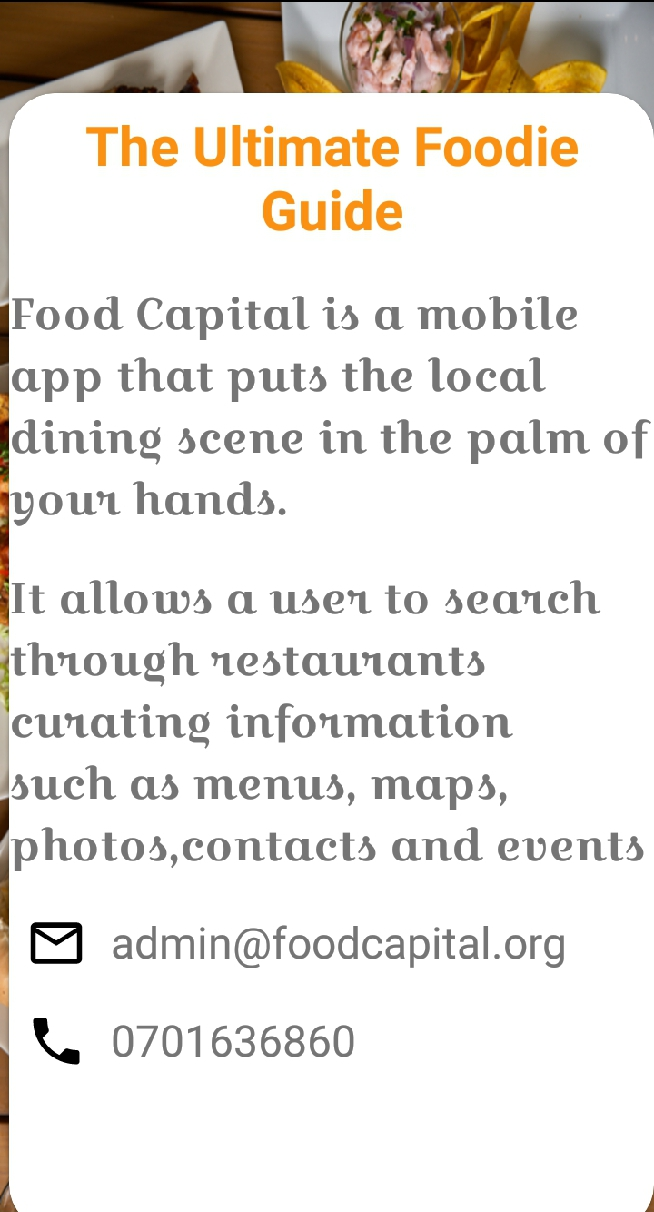 The Ultimate Foodie
Guide
Food Capital is a mobile
app that puts the local
dining scene in the palm of
your hands.
It allows a user to search
through restaurants
curating information
such as menus, maps,
photos,contacts and events
admin@foodcapital.org
0701636860